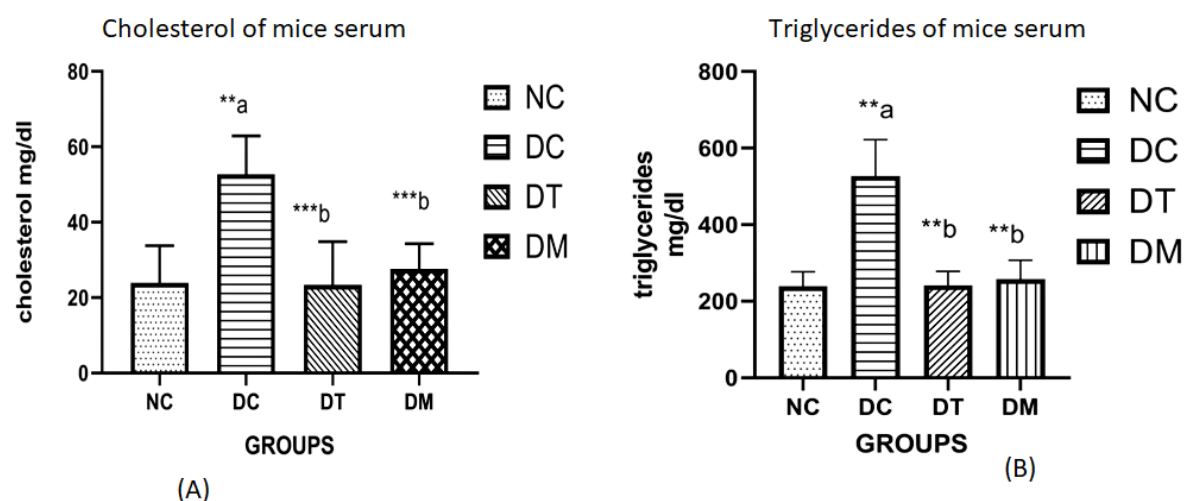 Cholesterol of mice serum
80
60
40
20
0
cholesterol mg/dl
**a
***b
***b
NC
DC
DT
DM
NC DC DT DM
GROUPS
(A)
Triglycerides of mice serum
800
600
400
200
0
triglycerides
mg/dl
**a
**b
**b
NC
DC
DT
DM
NC DC DT DM
GROUPS
(B)